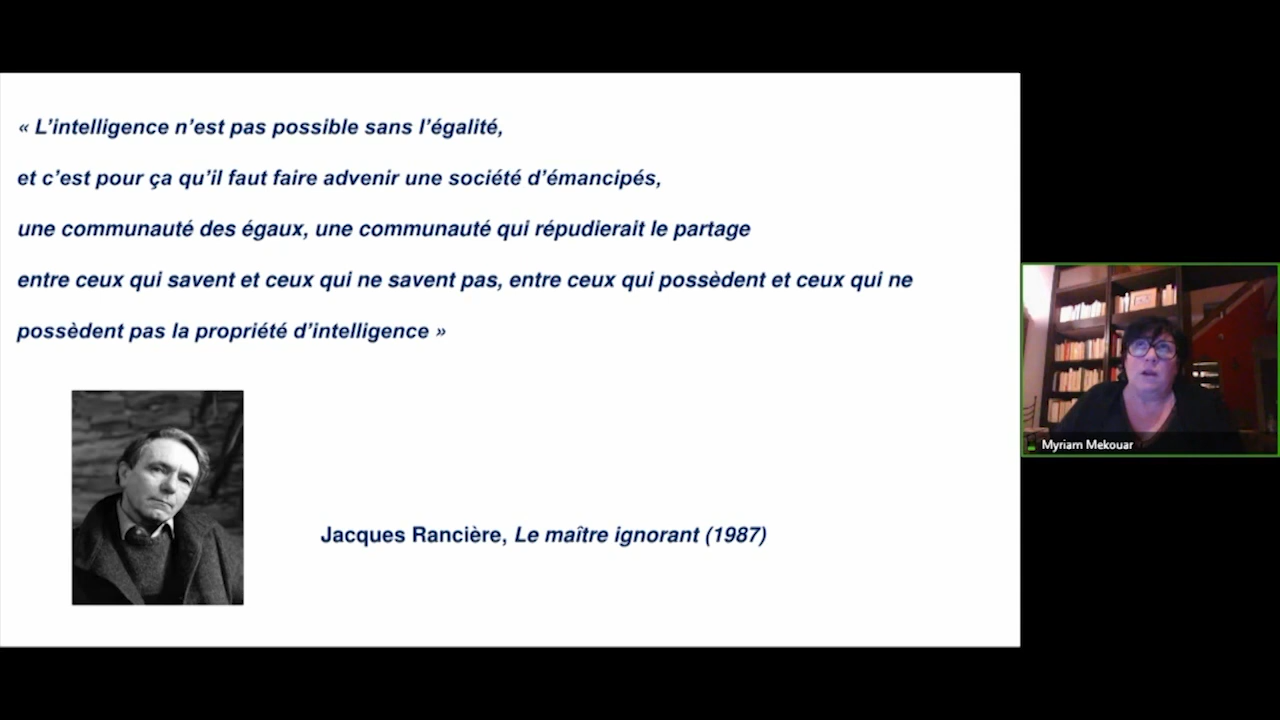 « L’intelligence n’est pas possible sans l’égalité,
et c’est pour ça qu’il faut faire advenir une société d’émancipés,
une communauté des égaux, une communauté qui répudierait le partage
entre ceux qui savent et ceux qui ne savent pas, entre ceux qui possèdent et ceux qui ne
possèdent pas la propriété d’intelligence »
Jacques Rancière, Le maître ignorant (1987)
Myriam Mekouar